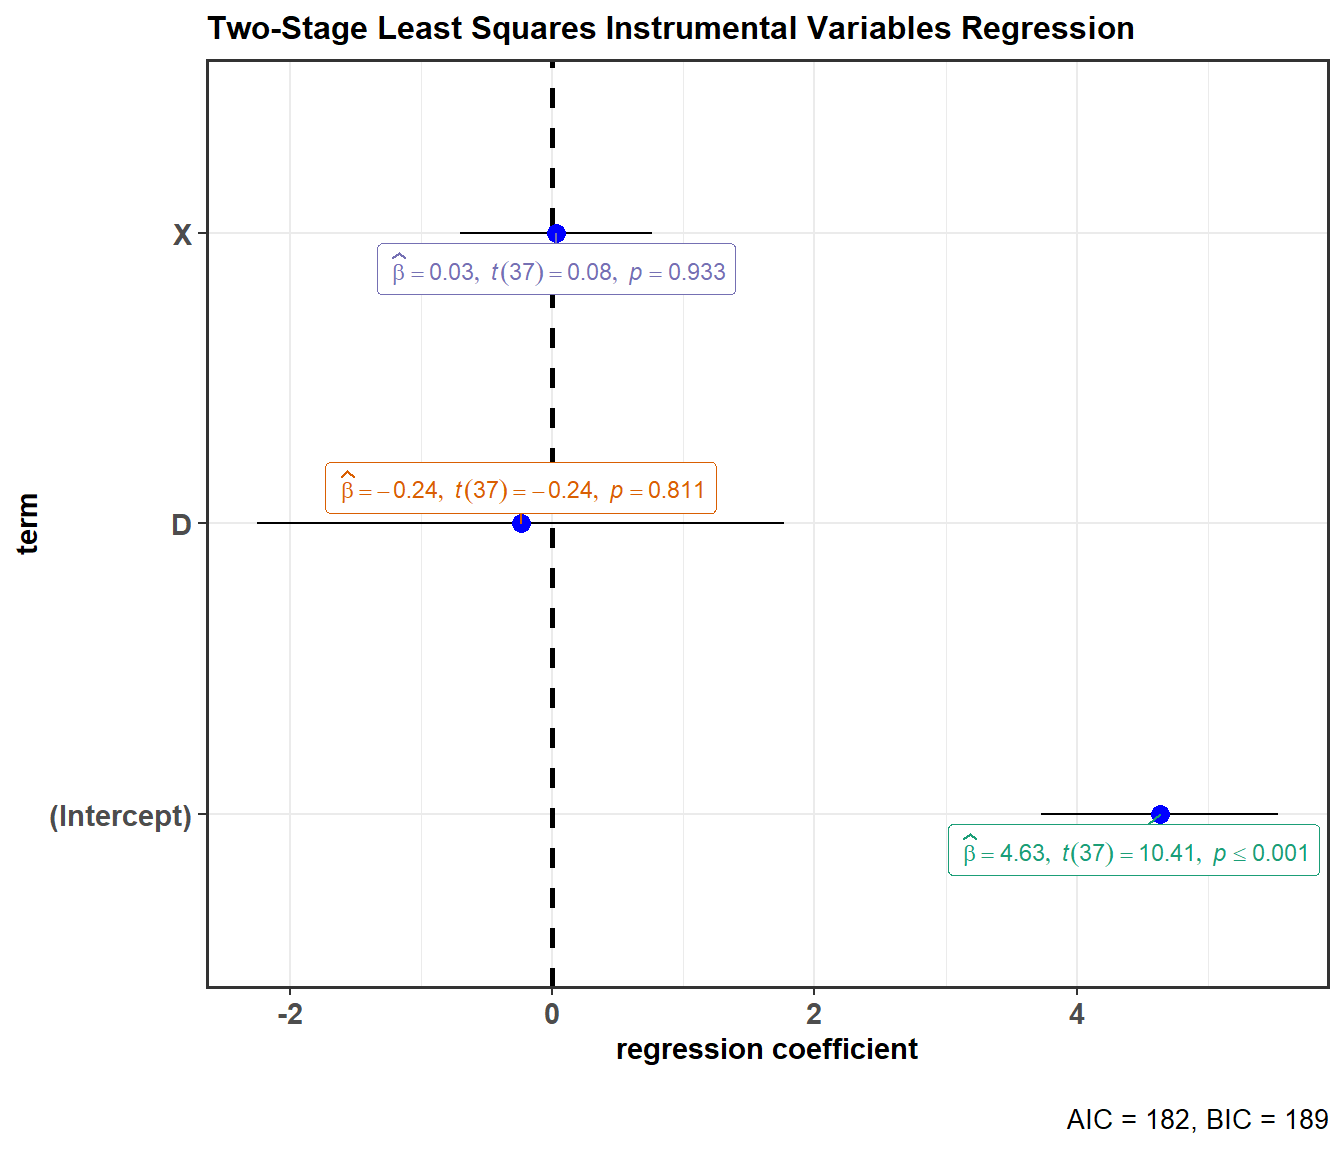 Two-Stage Least Squares Instrumental Variables Regression
X
β̂ = 0.03, t(37) = 0.08, p = 0.933
β̂ = −0.24, t(37) = −0.24, p = 0.811
D
term
(Intercept)
β̂ = 4.63, t(37) = 10.41, p ≤ 0.001
-2 0 2 4
regression coefficient
AIC = 182, BIC = 189